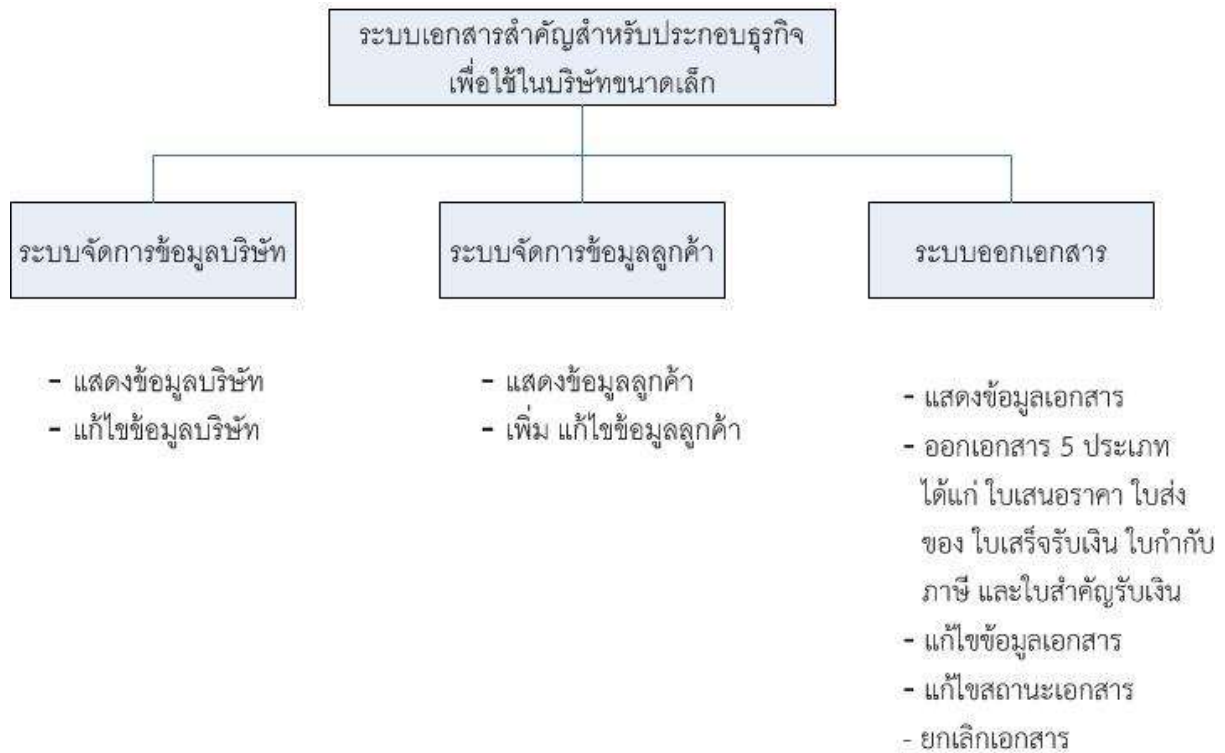 ระบบเอกสารสำคัญสำหรับประกอบธุรกิจ
เพื่อใช้ในบริษัทขนาดเล็ก
ระบบจัดการข้อมูลบริษัท
ระบบจัดการข้อมูลลูกค้า
ระบบออกเอกสาร
- แสดงข้อมูลบริษัท
- แก้ไขข้อมูลบริษัท
- แสดงข้อมูลลูกค้า
- เพิ่ม แก้ไขข้อมูลลูกค้า
- แสดงข้อมูลเอกสาร
- ออกเอกสาร 5 ประเภท
ได้แก่ ใบเสนอราคา ใบส่ง
ของ ใบเสร็จรับเงิน ใบกำกับ
ภาษี และใบสำคัญรับเงิน
- แก้ไขข้อมูลเอกสาร
- แก้ไขสถานะเอกสาร
- ยกเลิกเอกสาร